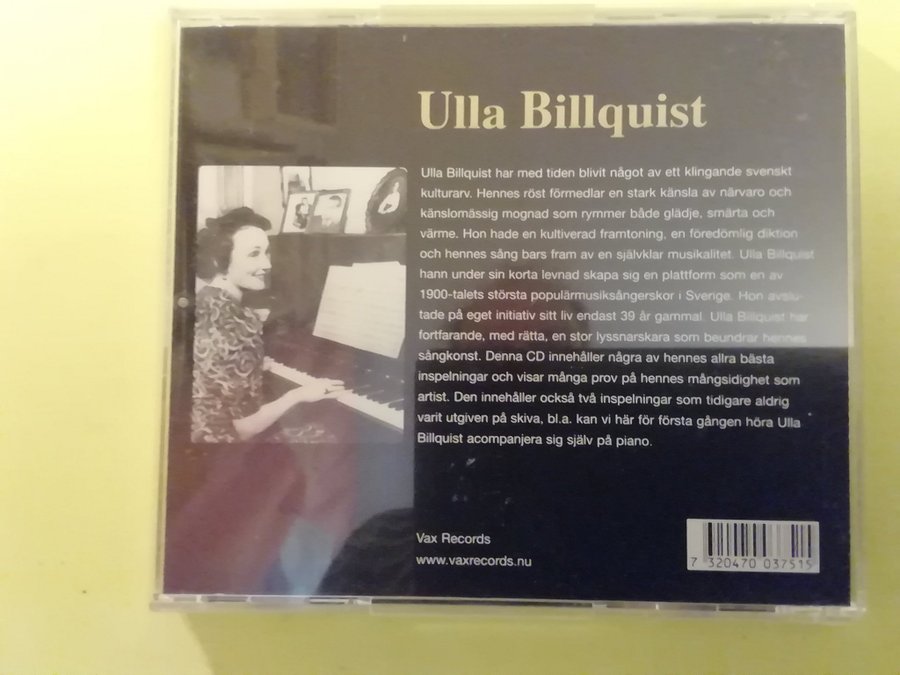 Ulla Billquist
Ulla Billquist har med tiden blivit något av ett klingande svenskt
kulturarv. Hennes röst förmedlar en stark känsla av närvaro och
känslomässig mognad som rymmer både glädje, smärta och
värme. Hon hade en kultiverad framtoning, en föredömlig diktion
och hennes sång bars fram av en självklar musikalitet. Ulla Billquist
hann under sin korta levnad skapa sig en plattform som en av
1900-talets största populärmusiksångerskor i Sverige. Hon avslu-
tade på eget initiativ sitt liv endast 39 år gammal. Ulla Billquist har
fortfarande, med rätta, en stor lyssnarskara som beundrar hennes
sångkonst. Denna CD innehåller några av hennes allra bästa
inspelningar och visar många prov på hennes mångsidighet som
artist. Den innehåller också två inspelningar som tidigare aldrig
varit utgiven på skiva, bl.a. kan vi här för första gången höra Ulla
Billquist acompanjera sig själv på piano.
Vax Records
www.vaxrecords.nu
7 320470 037515